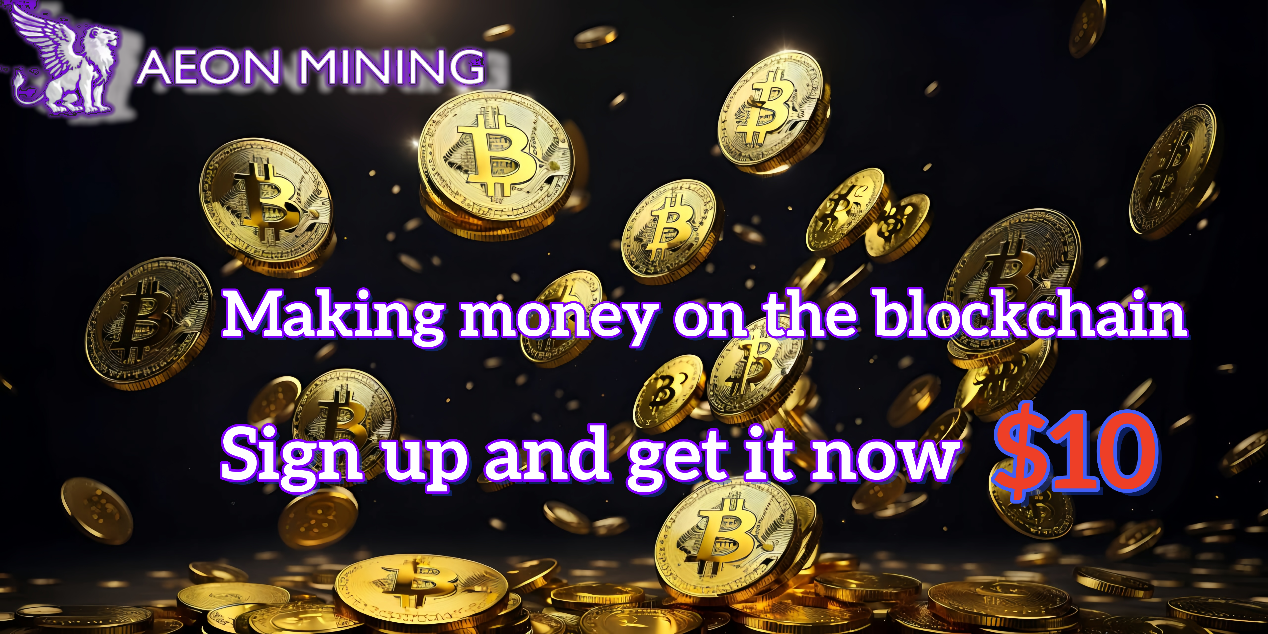 AEON MINING
Making money on the blockchain
Sign up and get it now $10